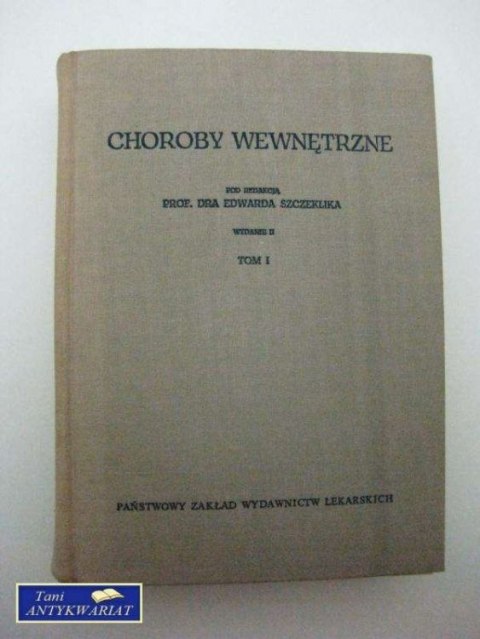 CHOROBY WEWNĘTRZNE
POD REDAKCJĄ
PROF. DRA EDWARDA SZCZEKLIKA
WYDANIE II
TOM I
PAŃSTWOWY ZAKŁAD WYDAWNICTW LEKARSKICH
Tani
ANTYKWARIAT